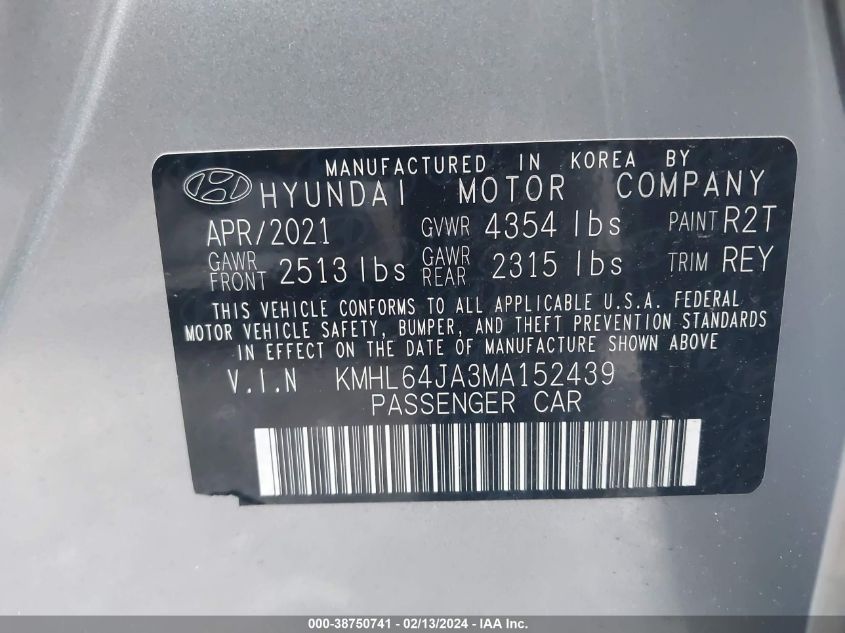 MANUFACTURED IN KOREA BY
HYUNDAI MOTOR COMPANY
APR/2021 GVWR 4354 lbs PAINT R2T
GAWR FRONT 2513 lbs GAWR REAR 2315 lbs TRIM REY
THIS VEHICLE CONFORMS TO ALL APPLICABLE U.S.A. FEDERAL
MOTOR VEHICLE SAFETY, BUMPER, AND THEFT PREVENTION STANDARDS
IN EFFECT ON THE DATE OF MANUFACTURE SHOWN ABOVE
V.I.N KMHL64JA3MA152439
PASSENGER CAR
000-38750741 - 02/13/2024 - IAA Inc.